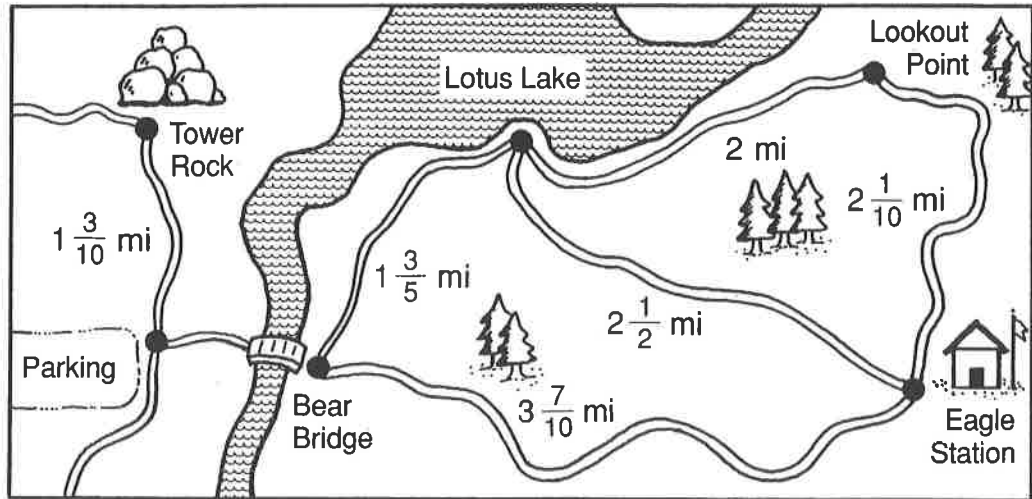 Lookout
Point
Lotus Lake
Tower
Rock
2 mi
2 1/10 mi
1 3/10 mi
1 3/5 mi
2 1/2 mi
Parking
3 7/10 mi
Bear
Bridge
Eagle
Station